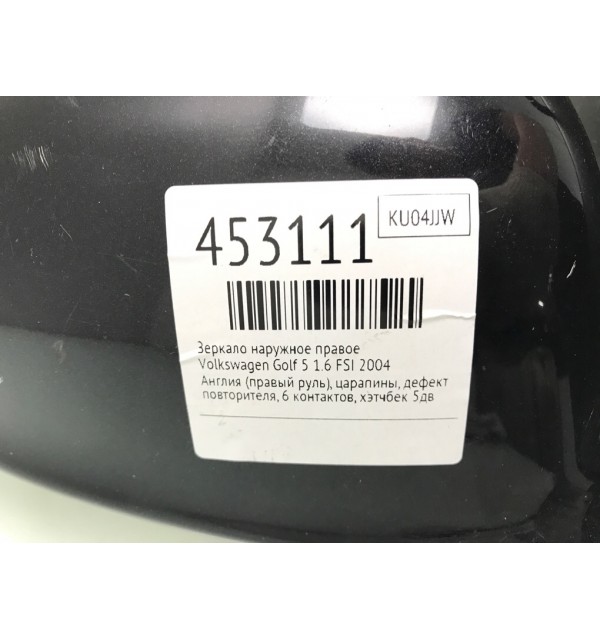 453111
KU04JJW
Зеркало наружное правое
Volkswagen Golf 5 1.6 FSI 2004
Англия (правый руль), царапины, дефект
повторителя, 6 контактов, хэтчбек 5дв